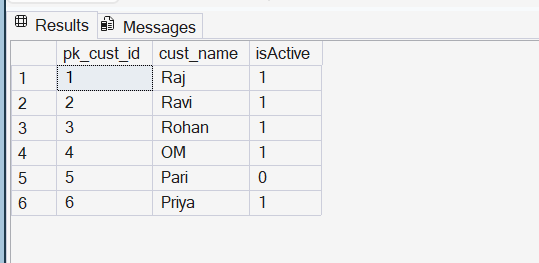 Results Messages
pk_cust_id cust_name isActive
1 1 Raj 1
2 2 Ravi 1
3 3 Rohan 1
4 4 OM 1
5 5 Pari 0
6 6 Priya 1